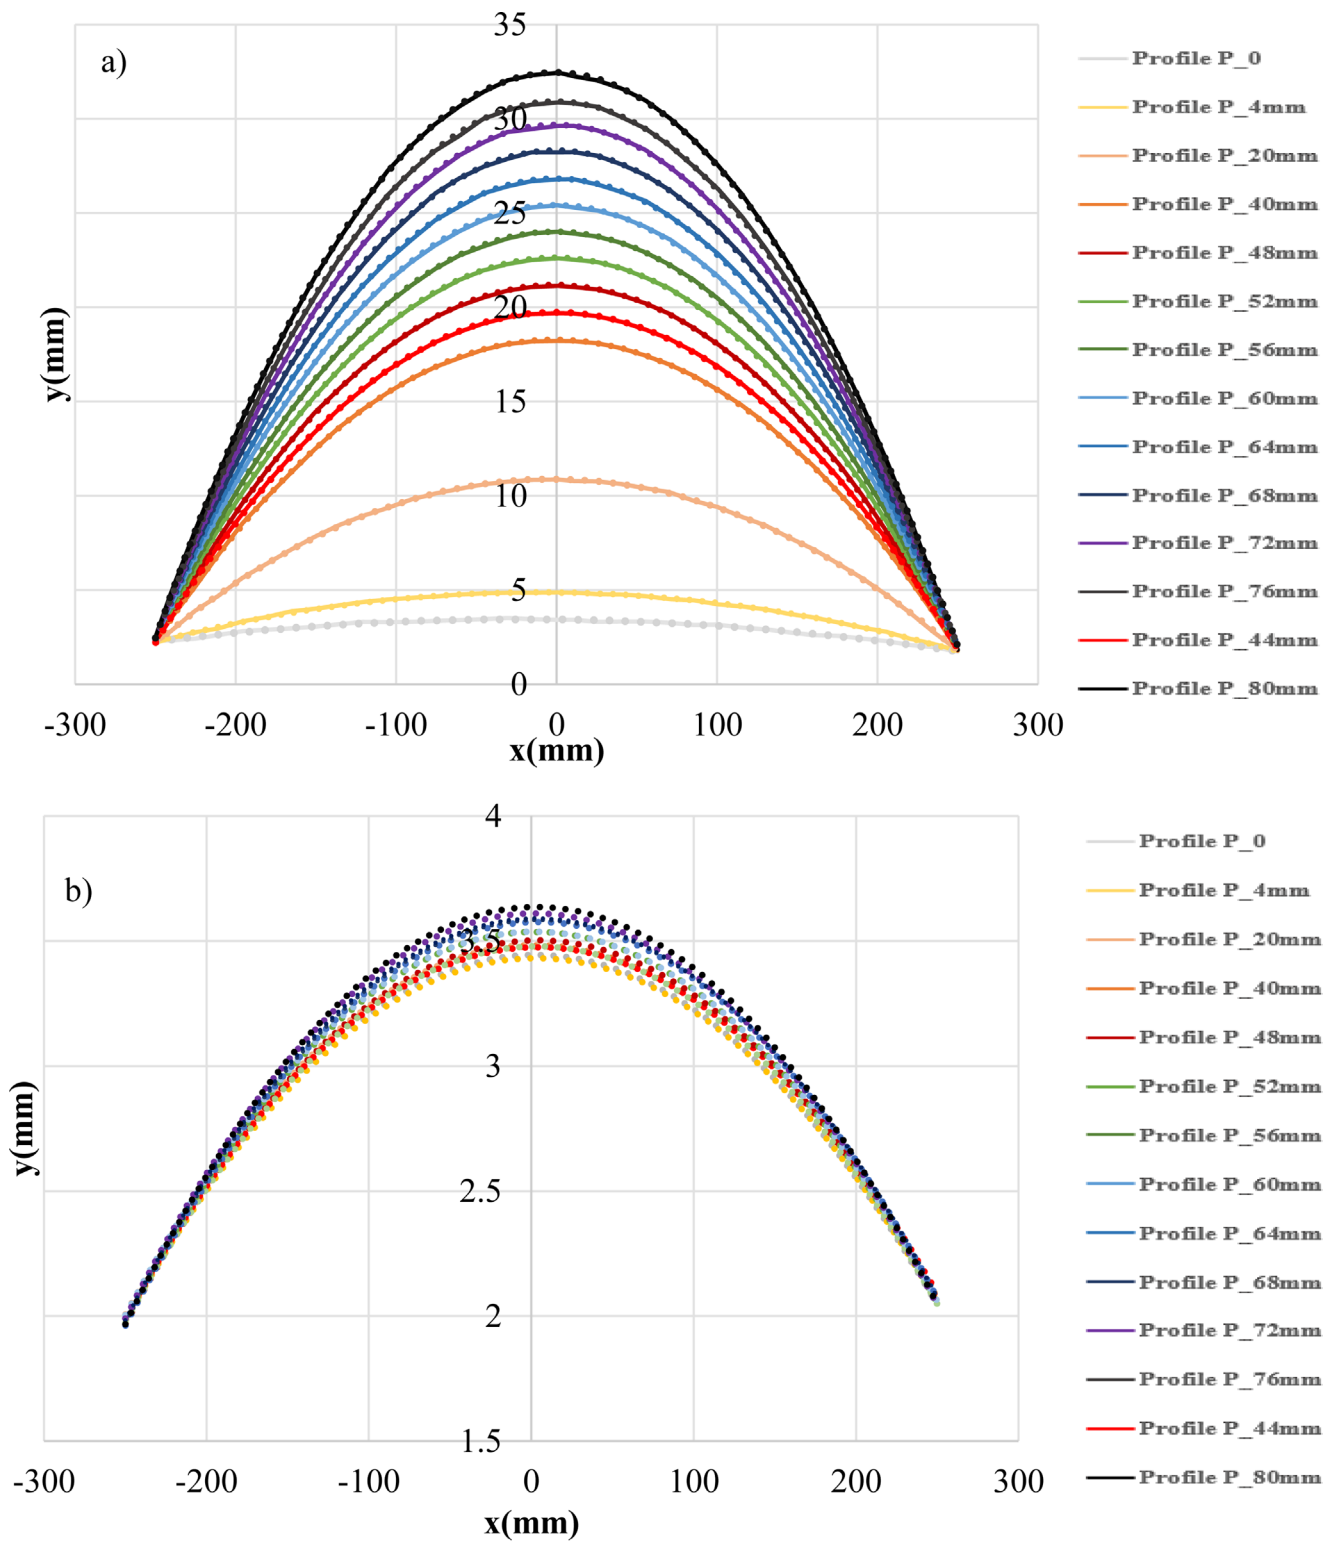 a)
35
30
25
20
15
10
5
0
y(mm)
-300 -200 -100 0 100 200 300
x(mm)
Profile P_0
Profile P_4mm
Profile P_20mm
Profile P_40mm
Profile P_48mm
Profile P_52mm
Profile P_56mm
Profile P_60mm
Profile P_64mm
Profile P_68mm
Profile P_72mm
Profile P_76mm
Profile P_44mm
Profile P_80mm
b)
4
3.5
3
2.5
2
1.5
y(mm)
-300 -200 -100 0 100 200 300
x(mm)
Profile P_0
Profile P_4mm
Profile P_20mm
Profile P_40mm
Profile P_48mm
Profile P_52mm
Profile P_56mm
Profile P_60mm
Profile P_64mm
Profile P_68mm
Profile P_72mm
Profile P_76mm
Profile P_44mm
Profile P_80mm